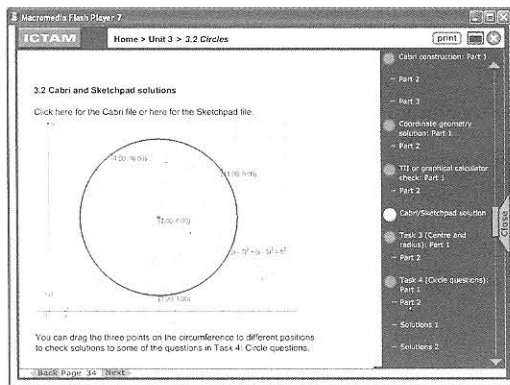 Macromedia Flash Player 7
ICTAM
Home > Unit 3 > 3.2 Circles
print
3.2 Cabri and Sketchpad solutions
Click here for the Cabri file or here for the Sketchpad file.
You can drag the three points on the circumference to different positions
to check solutions to some of the questions in Task 4: Circle questions.
Back Page 34 Next
Cabri construction: Part 1
– Part 2
– Part 3
Coordinate geometry
solution: Part 1
– Part 2
TII or graphical calculator
check: Part 1
– Part 2
Cabri/Sketchpad solution
Task 3 (Centre and
radius): Part 1
– Part 2
Task 4 (Circle questions):
Part 1
– Part 2
– Solutions 1
– Solutions 2
Close